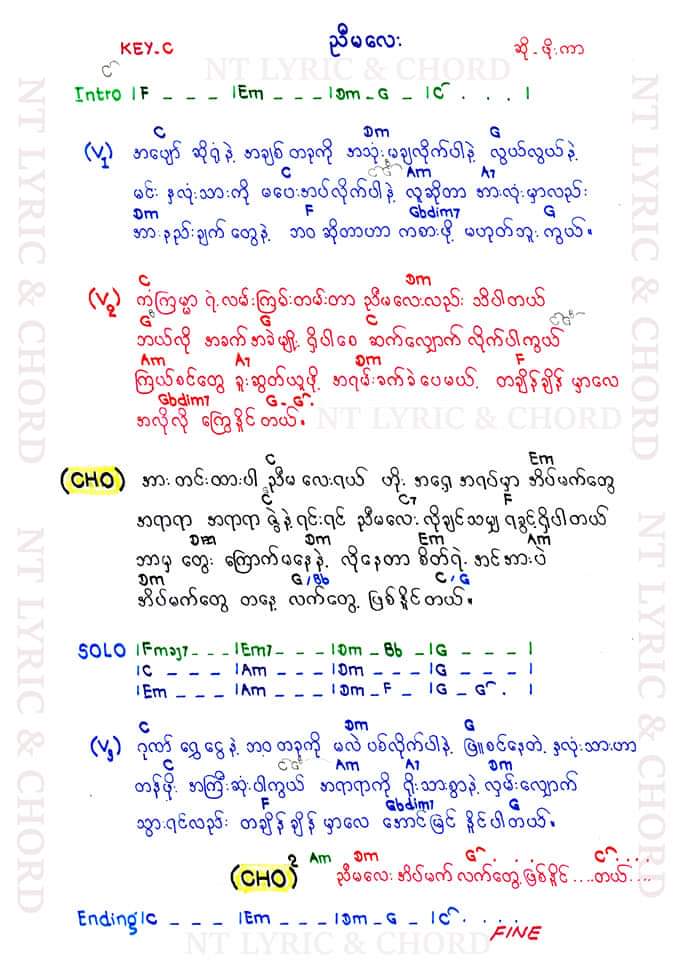 ညီမလေး
KEY-C
ဆို-ဖိုးကာ
NT LYRIC & CHORD
Intro |F _ _ _ |Em _ _ _ |Dm _ G _ |C . . . |
C Dm G
(V1) အပျော် ဆိုရုံနဲ့ အချစ် တခုကို အသုံးမချလိုက်ပါနဲ့ လွယ်လွယ်နဲ့
C Am A7
မင်း နှလုံးသားကို မပေးအပ်လိုက်ပါနဲ့ လူဆိုတာ အားလုံးမှာလည်း
Dm F Gbdim7 G
အားနည်းချက် တွေနဲ့ ဘဝ ဆိုတာဟာ ကစားဖို့ မဟုတ်ဘူးကွယ်။
C Dm
(V2) ကံကြမ္မာ ရဲ့လမ်းကြမ်းတမ်းတာ ညီမလေးလည်း သိပါတယ်
G G C
ဘယ်လို အခက်အခဲမျိုး ရှိပါစေ ဆက်လျှောက် လိုက်ပါကွယ်
Am A7 Dm F
ကြယ်စင်တွေ ခူးဆွတ်ယူဖို့ အရမ်းခက်ခဲပေမယ့် တချိန်ချိန် မှာလေ
Gbdim7 G - G
အလိုလို ကြွေနိုင်တယ်။
NT LYRIC & CHORD
C Em
(CHO) အားတင်းထားပါ ညီမ လေးရယ် ဟိုးအရှေ့အရပ်မှာ အိပ်မက်တွေ
C C7 F
အရာရာ အရာရာ ဇွဲနဲ့ရင်းရင် ညီမလေးလိုချင်သမျှ ရခွင့်ရှိပါတယ်
Dm Em Am
ဘာမှ တွေးကြောက်မနေနဲ့ လိုနေတာ စိတ်ရဲ့အင်အားပဲ
Dm G/Bb C/G
အိပ်မက်တွေ တနေ့ လက်တွေ့ဖြစ်နိုင်တယ်။
SOLO |Fmaj7 _ _ _ |Em7 _ _ _ |Dm _ Bb _ |G _ _ _ |
|C _ _ _ |Am _ _ _ |Dm _ _ _ |G _ _ _ |
|Em _ _ _ |Am _ _ _ |Dm _ F _ |G _ G . |
C Dm G
(V3) ဂုဏ် ရွှေငွေနဲ့ ဘဝတခုကို မလဲပစ်လိုက်ပါနဲ့ ဖြူစင်နေတဲ့ နှလုံးသားဟာ
C Am A7 Dm
တန်ဖိုး အကြီးဆုံးပါကွယ် အရာရာကို ရိုးသားစွာနဲ့ လှမ်းလျှောက်
F Gbdim7 G
သွားရင်လည်း တချိန်ချိန် မှာလေ အောင်မြင် နိုင်ပါတယ်။
Am Dm G . . . . C . . . .
(CHO)2 ညီမလေးအိပ်မက် လက်တွေ့ဖြစ်နိုင် ....တယ်....
Ending|C _ _ _ |Em _ _ _ |Dm _ G _ |C . . . .
FINE
NT LYRIC & CHORD
NT LYRIC & CHORD
NT LYRIC & CHORD
NT LYRIC & CHORD
NT LYRIC & CHORD